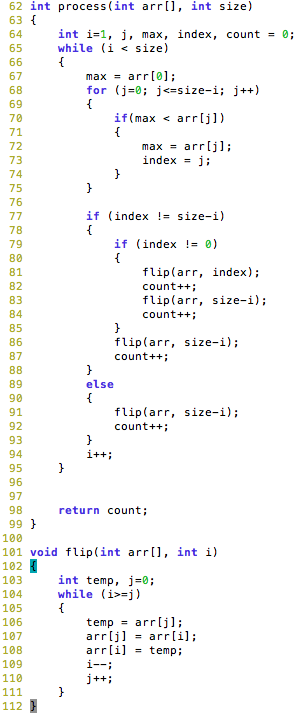 62 int process(int arr[], int size)
63 {
64     int i=1, j, max, index, count = 0;
65     while (i < size)
66     {
67         max = arr[0];
68         for (j=0; j<=size-i; j++)
69         {
70             if(max < arr[j])
71             {
72                 max = arr[j];
73                 index = j;
74             }
75         }
76
77         if (index != size-i)
78         {
79             if (index != 0)
80             {
81                 flip(arr, index);
82                 count++;
83                 flip(arr, size-i);
84                 count++;
85             }
86             flip(arr, size-i);
87             count++;
88         }
89         else
90         {
91             flip(arr, size-i);
92             count++;
93         }
94         i++;
95     }
96
97
98     return count;
99 }
100
101 void flip(int arr[], int i)
102 {
103     int temp, j=0;
104     while (i>=j)
105     {
106         temp = arr[j];
107         arr[j] = arr[i];
108         arr[i] = temp;
109         i--;
110         j++;
111     }
112 }